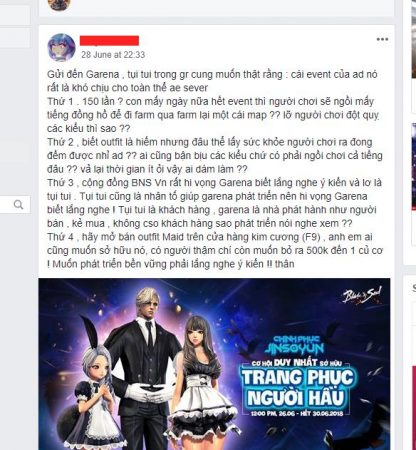 28 June at 22:33
Gửi đến Garena , tụi tui trong gr cung muốn thật rằng : cái event của ad nó
rất là khó chịu cho toàn thể ae sever
Thứ 1 . 150 lần ? con mấy ngày nữa hết event thì người chơi sẽ ngồi mấy
tiếng đồng hồ để đi farm qua farm lại một cái map ?? lỡ người chơi đột quỵ
các kiểu thì sao ??
Thứ 2 , biết outfit là hiếm nhưng đâu thể lấy sức khỏe người chơi ra đong
đếm được nhỉ ad ?? ai cũng bận bịu các kiểu chứ có phải ngồi chơi cả tiếng
đâu ?? vả lại thời gian ít ỏi vậy ai dám làm ??
Thứ 3 , cộng đồng BNS Vn rất hi vọng Garena biết lắng nghe ý kiến và lơ là
tụi tui . Tụi tui cũng là nhân tố giúp garena phát triển nên hi vọng Garena
biết lắng nghe ! Tụi tui là khách hàng , garena là nhà phát hành như người
bán , kẻ mua , không cso khách hàng sao phát triển nói nghe xem ??
Thứ 4 , hãy mở bán outfit Maid trên cửa hàng kim cương (F9) , anh em ai
cũng muốn sở hữu nó, có người thậm chí còn muốn bỏ ra 500k đến 1 củ cơ
! Muốn phát triển bền vững phải lắng nghe ý kiến !! thân
Blade & Soul
CHINH PHỤC
JINSOYUN
CƠ HỘI DUY NHẤT SỞ HỮU
TRANG PHỤC
NGƯỜI HẦU
12:00 PM, 26.06 - HẾT 30.06.2018